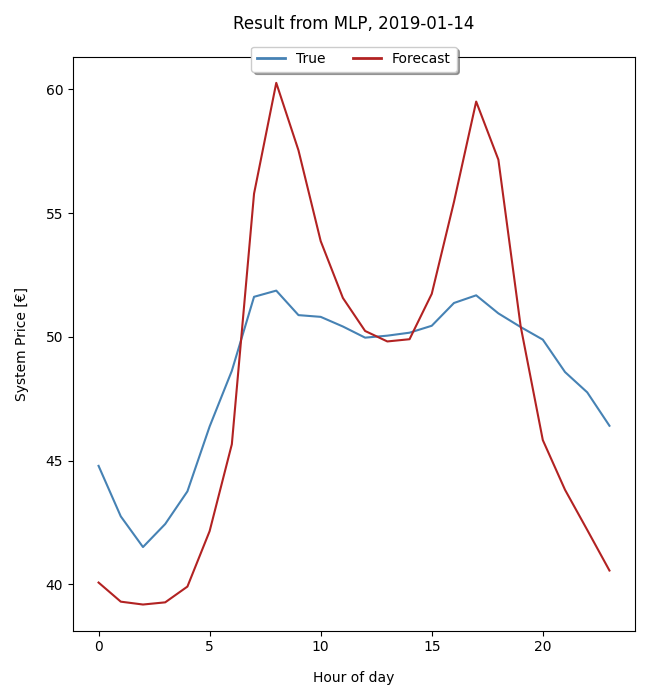 Result from MLP, 2019-01-14
True Forecast
60
55
50
45
40
System Price [€]
0 5 10 15 20
Hour of day